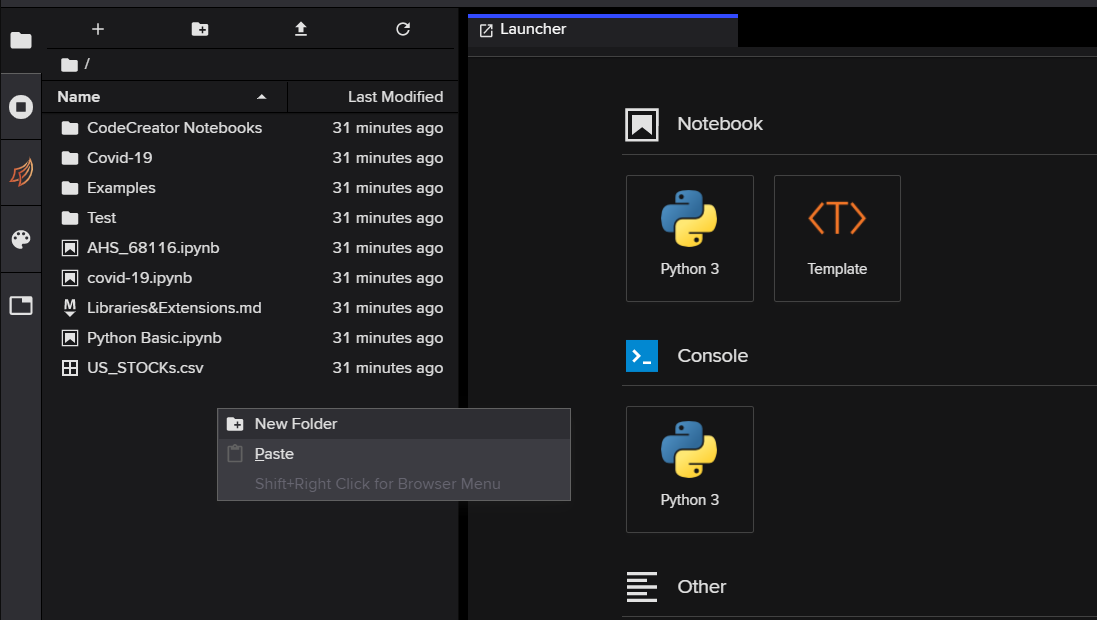 Launcher
/
Name Last Modified
CodeCreator Notebooks 31 minutes ago
Covid-19 31 minutes ago
Examples 31 minutes ago
Test 31 minutes ago
AHS_68116.ipynb 31 minutes ago
covid-19.ipynb 31 minutes ago
M Libraries&Extensions.md 31 minutes ago
Python Basic.ipynb 31 minutes ago
US_STOCKs.csv 31 minutes ago
New Folder
Paste
Shift+Right Click for Browser Menu
Notebook
Python 3
<T>
Template
Console
Python 3
Other